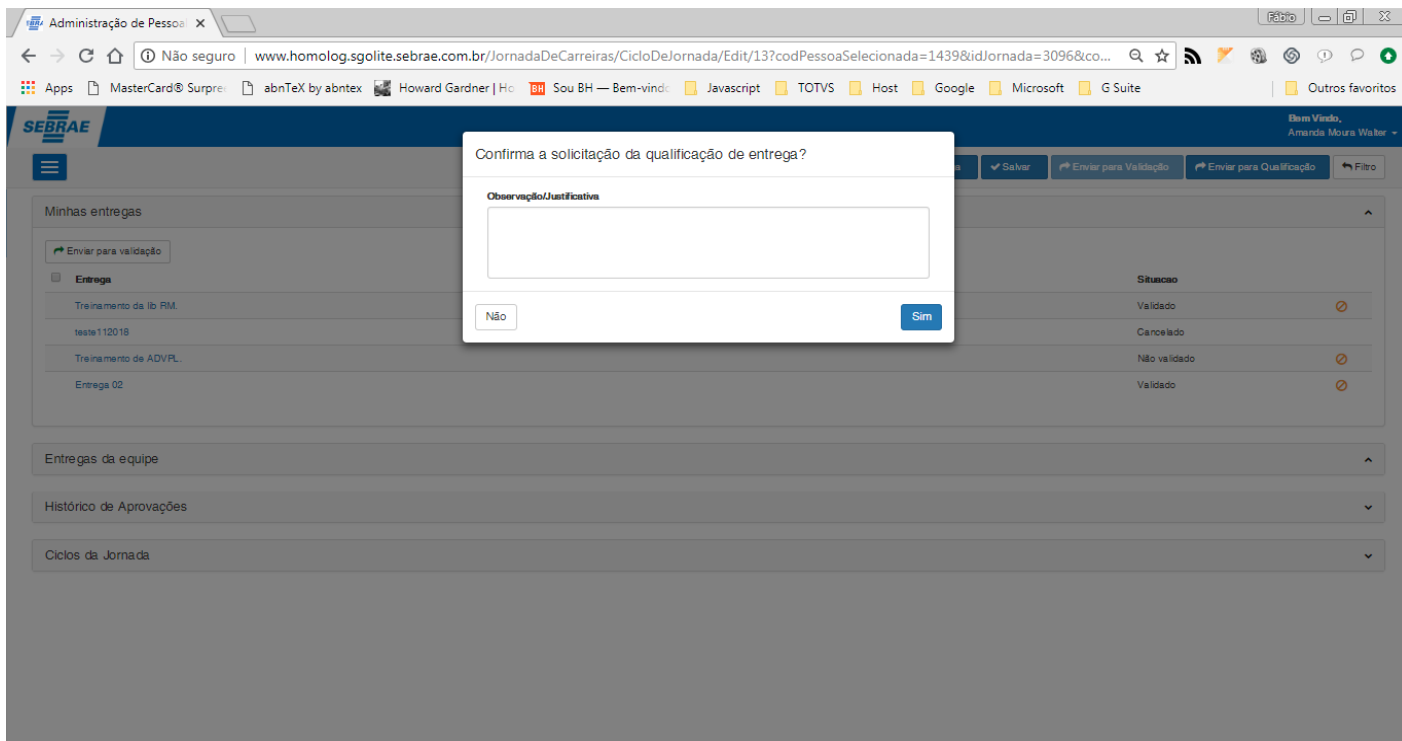 Administração de Pessoal
Fábio
Não seguro | www.homolog.sgolite.sebrae.com.br/JornadaDeCarreiras/CicloDeJornada/Edit/13?codPessoaSelecionada=1439&idJornada=3096&co...
Apps MasterCard® Surpre abnTeX by abntex Howard Gardner | Ho BH Sou BH — Bem-vindo Javascript TOTVS Host Google Microsoft G Suite Outros favoritos
SEBRAE
Bem Vindo,
Amanda Moura Walter
Salvar Enviar para Validação Enviar para Qualificação Filtro
Confirma a solicitação da qualificação de entrega?
Observação/Justificativa
Não Sim
Minhas entregas
Enviar para validação
Entrega Situacao
Treinamento da lib RM. Validado
teste112018 Cancelado
Treinamento de ADVPL. Não validado
Entrega 02 Validado
Entregas da equipe
Histórico de Aprovações
Ciclos da Jornada